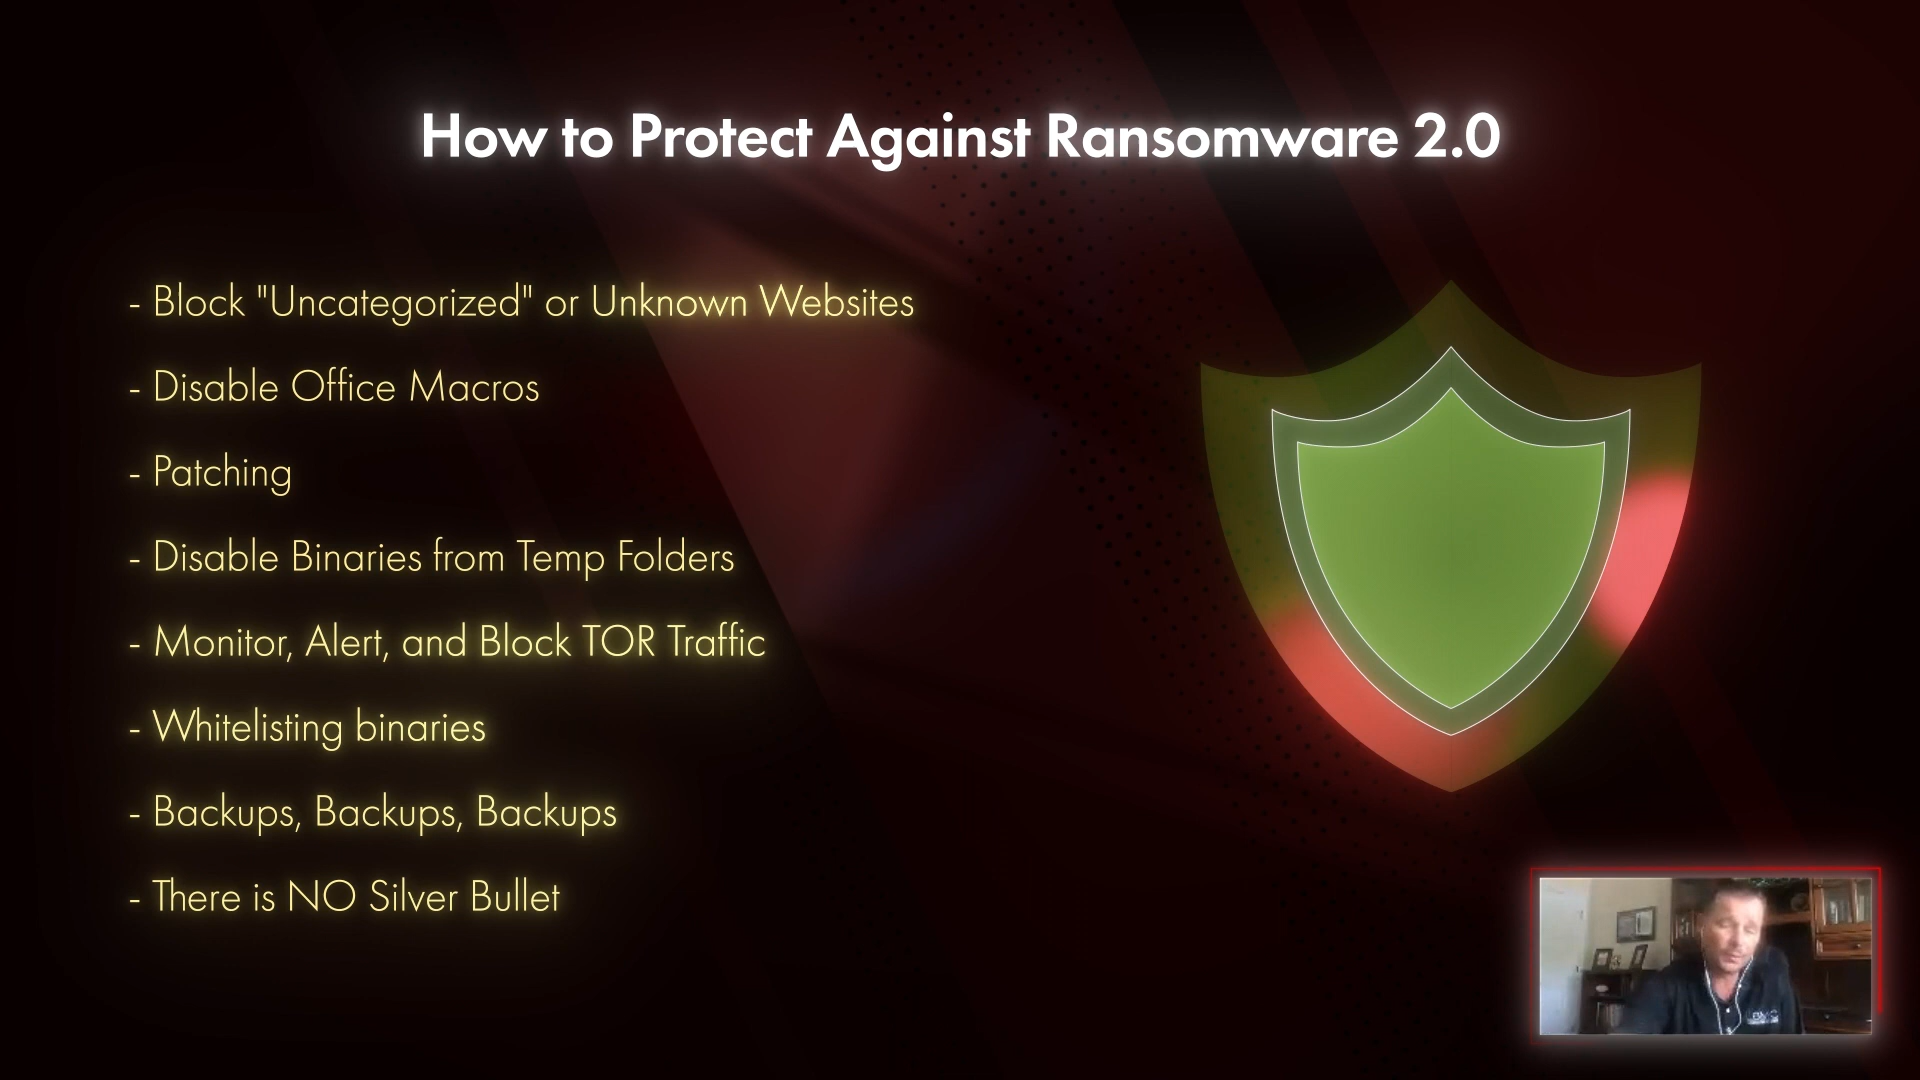 How to Protect Against Ransomware 2.0
- Block "Uncategorized" or Unknown Websites
- Disable Office Macros
- Patching
- Disable Binaries from Temp Folders
- Monitor, Alert, and Block TOR Traffic
- Whitelisting binaries
- Backups, Backups, Backups
- There is NO Silver Bullet